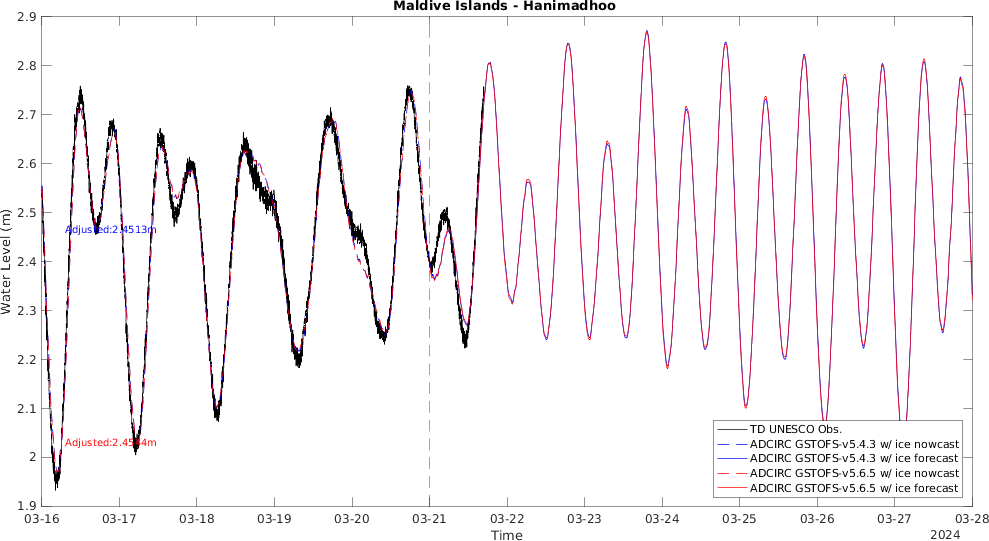 Maldive Islands - Hanimadhoo
Water Level (m)
2.9
2.8
2.7
2.6
2.5
2.4
2.3
2.2
2.1
2
1.9
Adjusted:2.4513m
TD UNESCO Obs.
ADCIRC GSTOFS-v5.4.3 w/ ice nowcast
ADCIRC GSTOFS-v5.4.3 w/ ice forecast
ADCIRC GSTOFS-v5.6.5 w/ ice nowcast
ADCIRC GSTOFS-v5.6.5 w/ ice forecast
03-16 03-17 03-18 03-19 03-20 03-21 03-22 03-23 03-24 03-25 03-26 03-27 03-28
Time
2024